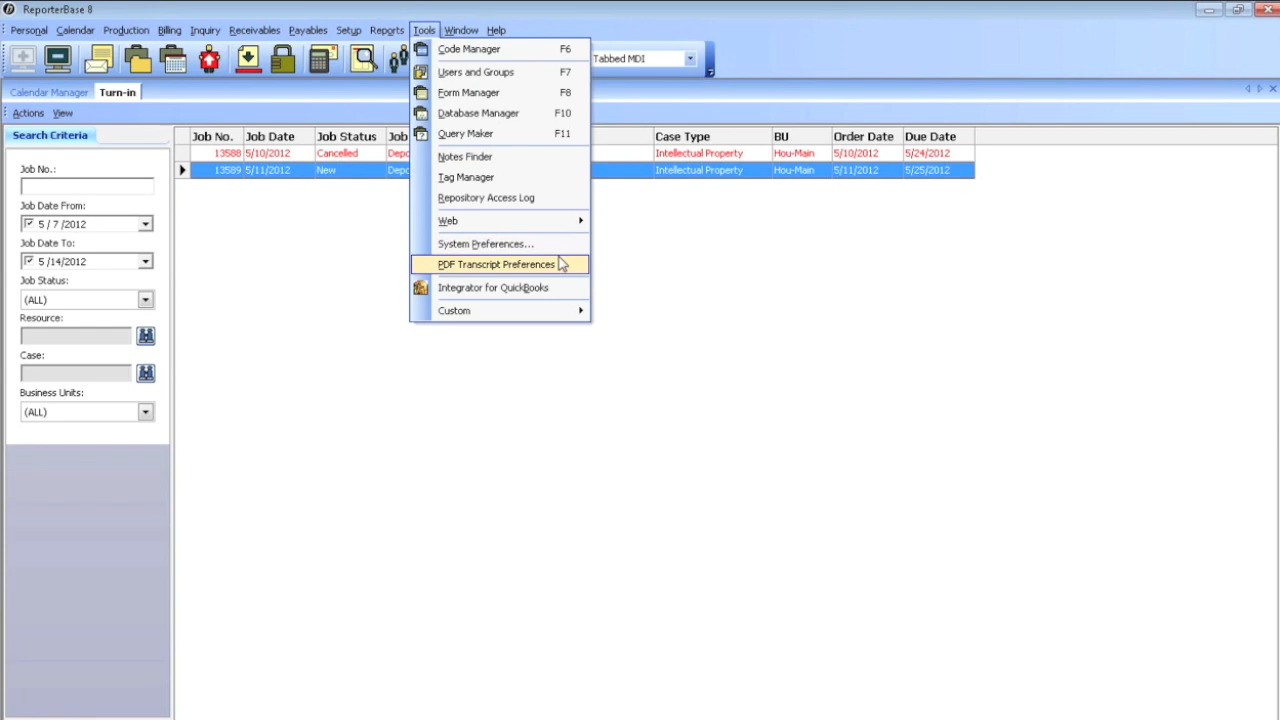 ReporterBase 8
Personal Calendar Production Billing Inquiry Receivables Payables Setup Reports Tools Window Help
Tabbed MDI
Calendar Manager Turn-in
Actions View
Search Criteria
Job No.:
Job Date From:
5 / 7 /2012
Job Date To:
5 /14/2012
Job Status:
(ALL)
Resource:
Case:
Business Units:
(ALL)
Job No. Job Date Job Status Job Case Type BU Order Date Due Date
13588 5/10/2012 Cancelled Depo Intellectual Property Hou-Main 5/10/2012 5/24/2012
13589 5/11/2012 New Depo Intellectual Property Hou-Main 5/11/2012 5/25/2012
Code Manager F6
Users and Groups F7
Form Manager F8
Database Manager F10
Query Maker F11
Notes Finder
Tag Manager
Repository Access Log
Web
System Preferences...
PDF Transcript Preferences
Integrator for QuickBooks
Custom